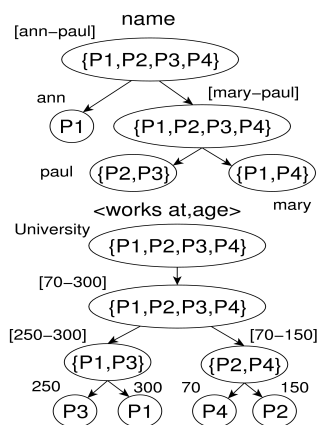 name
[ann-paul]
{P1,P2,P3,P4}
ann
[mary-paul]
P1
{P1,P2,P3,P4}
paul
{P2,P3}
{P1,P4}
mary
<works at,age>
University
{P1,P2,P3,P4}
[70-300]
{P1,P2,P3,P4}
[250-300]
[70-150]
{P1,P3}
{P2,P4}
250
300
70
150
P3
P1
P4
P2